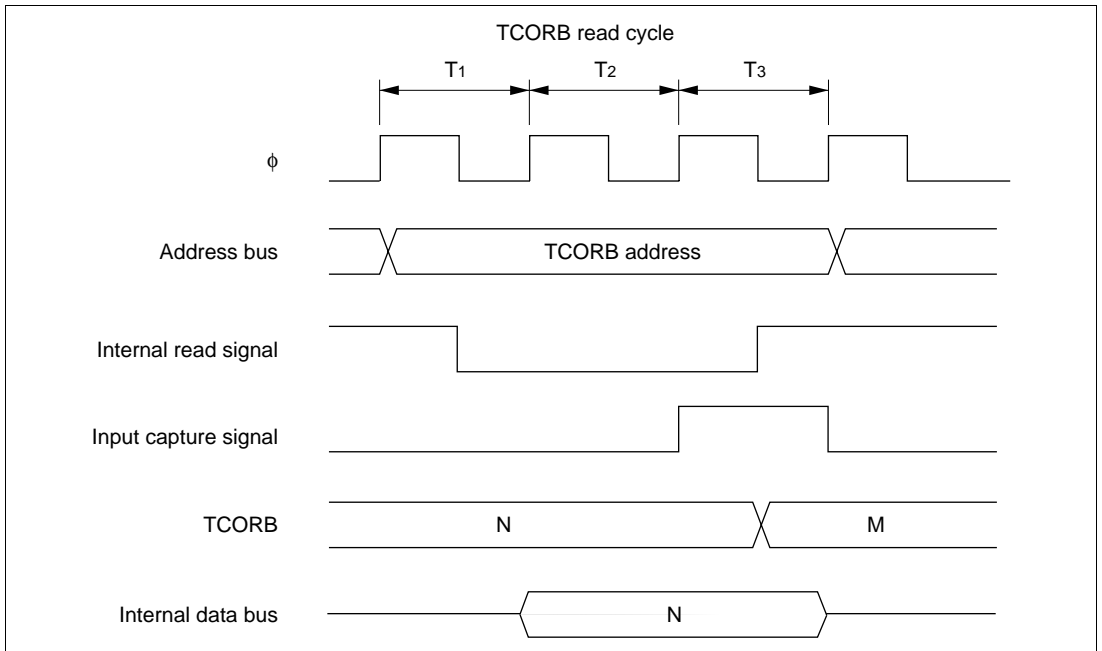 TCORB read cycle
T1 T2 T3
ϕ
Address bus TCORB address
Internal read signal
Input capture signal
TCORB N M
Internal data bus N